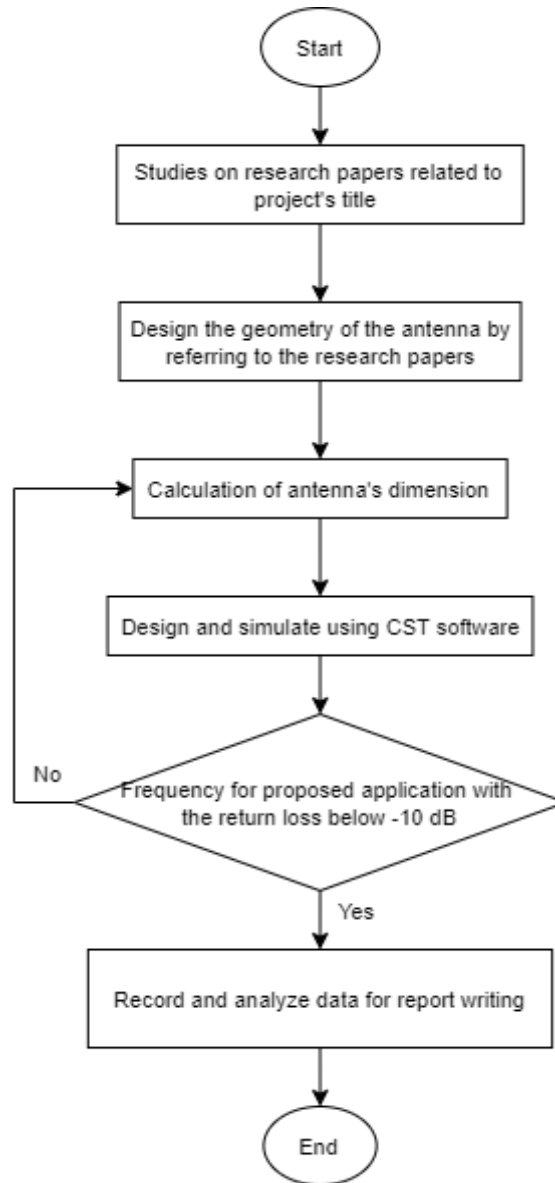 Start
Studies on research papers related to
project's title
Design the geometry of the antenna by
referring to the research papers
Calculation of antenna's dimension
Design and simulate using CST software
No
Frequency for proposed application with
the return loss below -10 dB
Yes
Record and analyze data for report writing
End